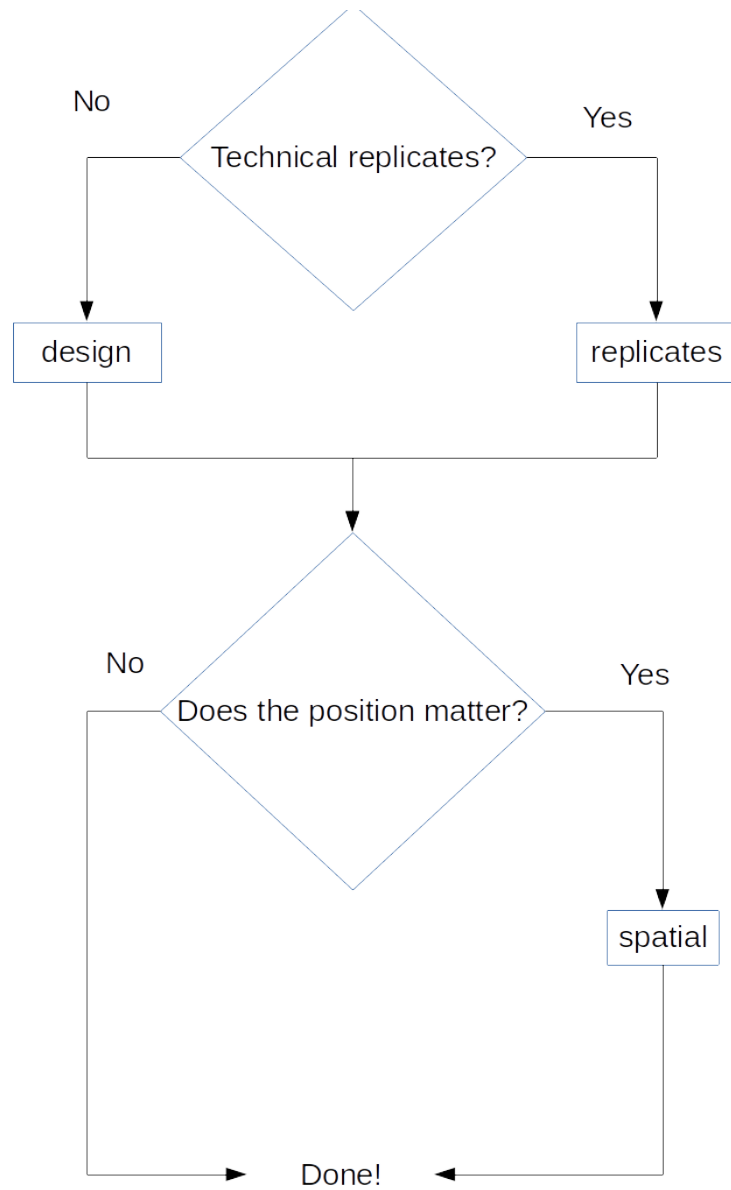 No
Yes
Technical replicates?
design
replicates
No
Yes
Does the position matter?
spatial
Done!